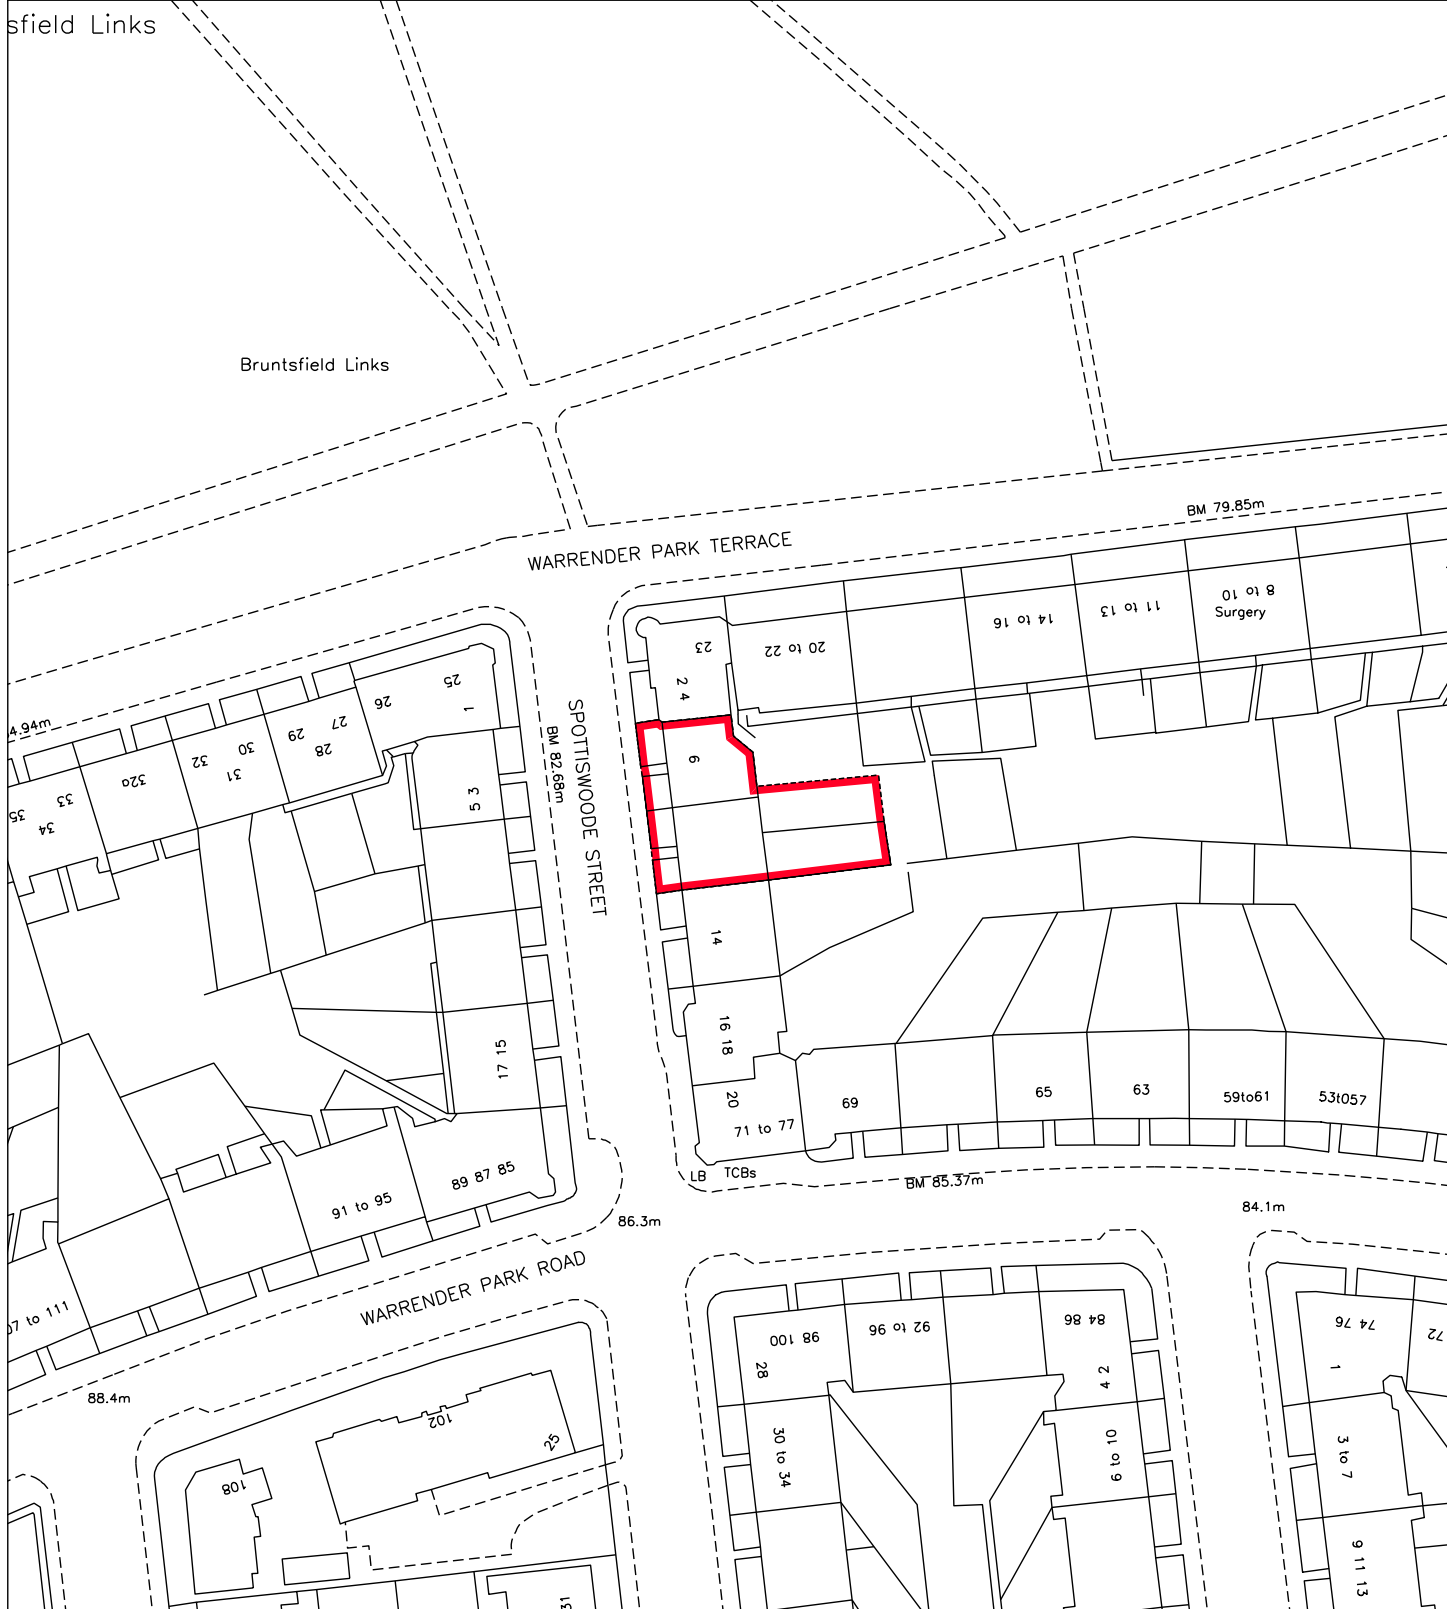 sfield Links
Bruntsfield Links
BM 79.85m
WARRENDER PARK TERRACE
8 to 10
Surgery
11 to 13
14 to 16
20 to 22
23
2 4
25
1
26
27
28
29
30
31
32
32a
33
34
35
4.94m
SPOTTISWOODE STREET
BM 82.68m
6
5 3
14
16 18
17 15
20
71 to 77
69
65
63
59to61
53to57
LB
TCBs
BM 85.37m
84.1m
86.3m
89 87 85
91 to 95
WARRENDER PARK ROAD
07 to 111
88.4m
98 100
92 to 96
84 86
74 76
72
28
4 2
1
102
25
30 to 34
6 to 10
3 to 7
108
9 11 13
31